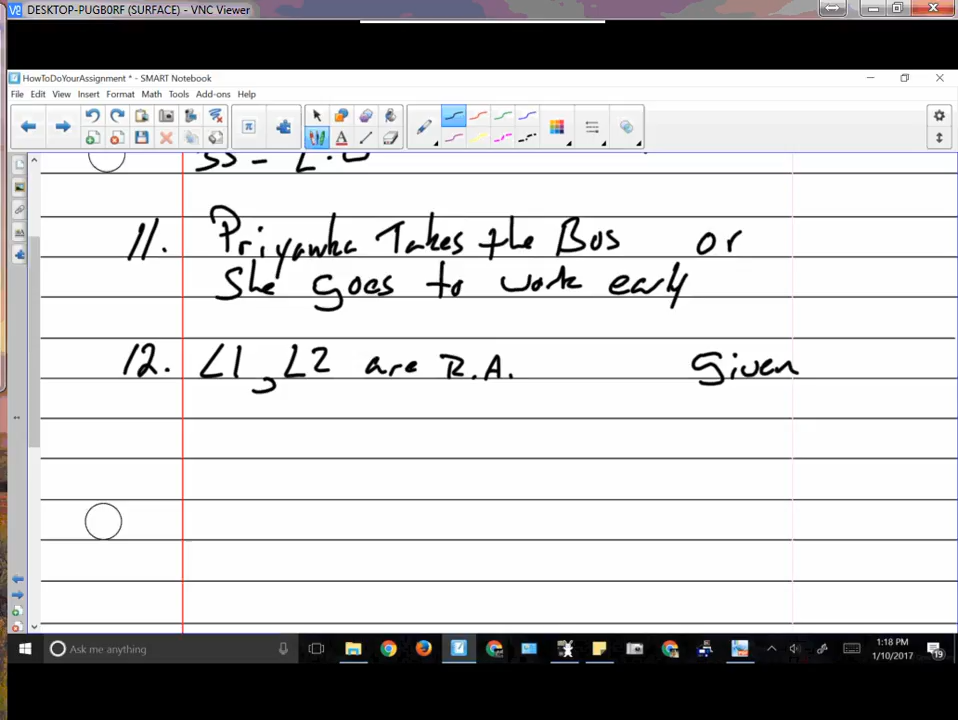 DESKTOP-PUGB0RF (SURFACE) - VNC Viewer
HowToDoYourAssignment * - SMART Notebook
File Edit View Insert Format Math Tools Add-ons Help
11. Priyanka Takes the Bus or
She goes to work early
12. ∠1, ∠2 are R.A. Given
Ask me anything
1:18 PM
1/10/2017
19